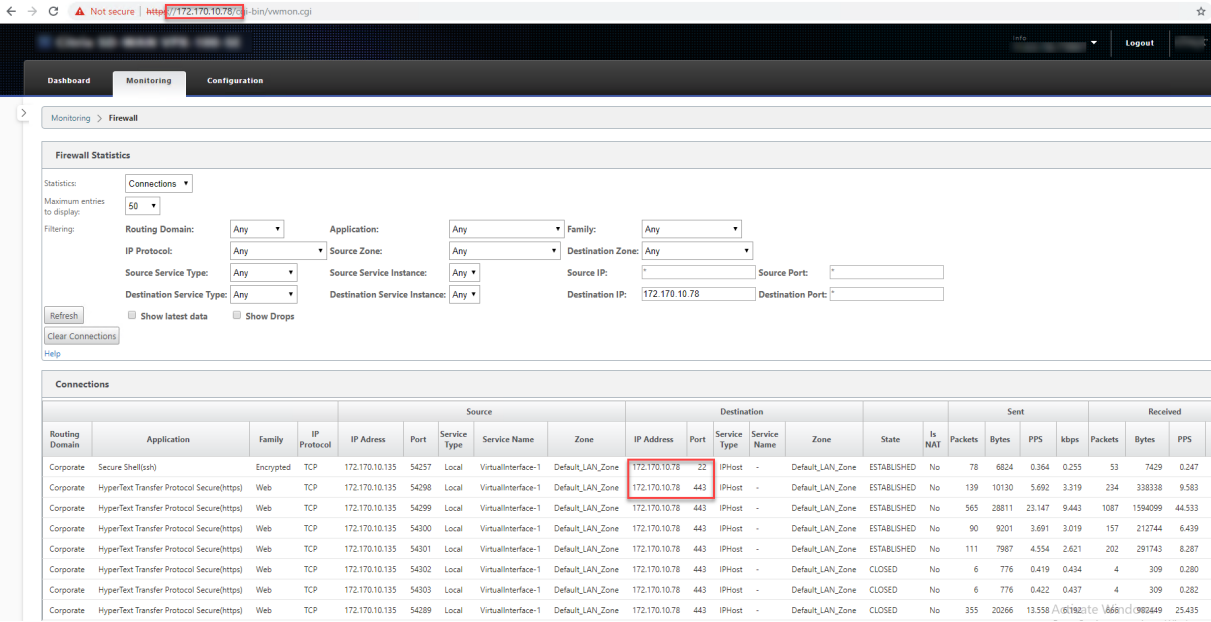 Not secure | https://172.170.10.78/cgi-bin/vwmon.cgi
Info
Logout
Dashboard Monitoring Configuration
Monitoring > Firewall
Firewall Statistics
Statistics: Connections
Maximum entries
to display: 50
Filtering: Routing Domain: Any Application: Any Family: Any
IP Protocol: Any Source Zone: Any Destination Zone: Any
Source Service Type: Any Source Service Instance: Any Source IP: * Source Port: *
Destination Service Type: Any Destination Service Instance: Any Destination IP: 172.170.10.78 Destination Port: *
Refresh Show latest data Show Drops
Clear Connections
Help
Connections
Source Destination Sent Received
Routing Domain Application Family IP Protocol IP Adress Port Service Type Service Name Zone IP Address Port Service Type Service Name Zone State Is NAT Packets Bytes PPS kbps Packets Bytes PPS
Corporate Secure Shell(ssh) Encrypted TCP 172.170.10.135 54257 Local VirtualInterface-1 Default_LAN_Zone 172.170.10.78 22 IPHost - Default_LAN_Zone ESTABLISHED No 78 6824 0.364 0.255 53 7429 0.247
Corporate HyperText Transfer Protocol Secure(https) Web TCP 172.170.10.135 54298 Local VirtualInterface-1 Default_LAN_Zone 172.170.10.78 443 IPHost - Default_LAN_Zone ESTABLISHED No 139 10130 5.692 3.319 234 338338 9.583
Corporate HyperText Transfer Protocol Secure(https) Web TCP 172.170.10.135 54299 Local VirtualInterface-1 Default_LAN_Zone 172.170.10.78 443 IPHost - Default_LAN_Zone ESTABLISHED No 565 28811 23.147 9.443 1087 1594099 44.533
Corporate HyperText Transfer Protocol Secure(https) Web TCP 172.170.10.135 54300 Local VirtualInterface-1 Default_LAN_Zone 172.170.10.78 443 IPHost - Default_LAN_Zone ESTABLISHED No 90 9201 3.691 3.019 157 212744 6.439
Corporate HyperText Transfer Protocol Secure(https) Web TCP 172.170.10.135 54301 Local VirtualInterface-1 Default_LAN_Zone 172.170.10.78 443 IPHost - Default_LAN_Zone ESTABLISHED No 111 7987 4.554 2.621 202 291743 8.287
Corporate HyperText Transfer Protocol Secure(https) Web TCP 172.170.10.135 54302 Local VirtualInterface-1 Default_LAN_Zone 172.170.10.78 443 IPHost - Default_LAN_Zone CLOSED No 6 776 0.419 0.434 4 309 0.280
Corporate HyperText Transfer Protocol Secure(https) Web TCP 172.170.10.135 54303 Local VirtualInterface-1 Default_LAN_Zone 172.170.10.78 443 IPHost - Default_LAN_Zone CLOSED No 6 776 0.422 0.437 4 309 0.282
Corporate HyperText Transfer Protocol Secure(https) Web TCP 172.170.10.135 54289 Local VirtualInterface-1 Default_LAN_Zone 172.170.10.78 443 IPHost - Default_LAN_Zone CLOSED No 355 20266 13.558 6.192 666 982449 25.435